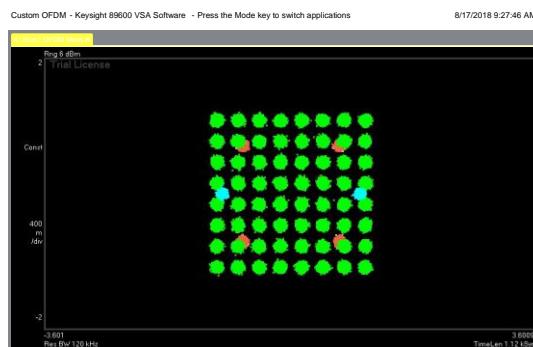 Custom OFDM - Keysight 89600 VSA Software - Press the Mode key to switch applications 8/17/2018 9:27:46 AM
Rng 6 dBm
2 Trial License
Const
400
m
/div
-2
-3.601 3.6009
Res BW 120 kHz TimeLen 1.12 kSym